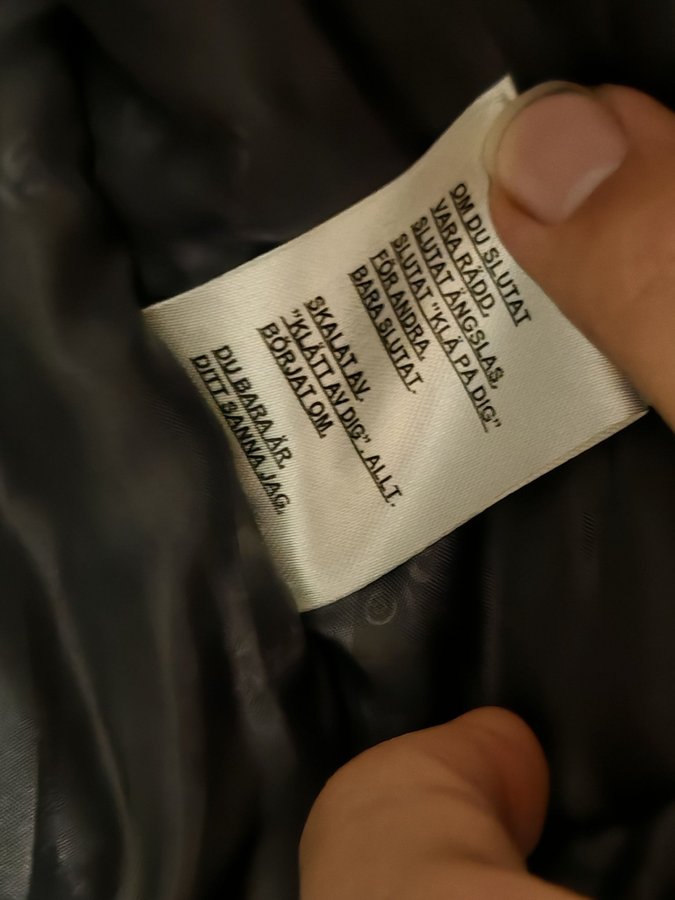 OM DU SLUTAT
VARA RÄDD.
SLUTAT ÄNGSLAS.
SLUTAT "KLÄ PÅ DIG"
FÖR ANDRA.
BARA SLUTAT.
SKALAT AV.
"KLÄTT AV DIG". ALLT.
BÖRJAT OM.
DU BARA ÄR.
DITT SANNA JAG.